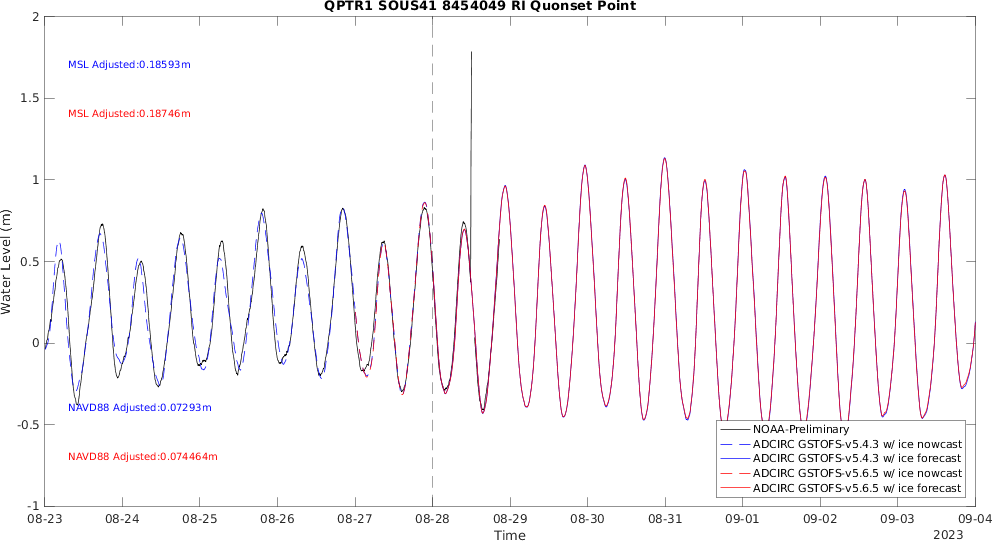 QPTR1 SOUS41 8454049 RI Quonset Point
2
1.5
1
0.5
0
-0.5
-1
Water Level (m)
MSL Adjusted:0.18593m
MSL Adjusted:0.18746m
NAVD88 Adjusted:0.07293m
NAVD88 Adjusted:0.074464m
NOAA-Preliminary
ADCIRC GSTOFS-v5.4.3 w/ ice nowcast
ADCIRC GSTOFS-v5.4.3 w/ ice forecast
ADCIRC GSTOFS-v5.6.5 w/ ice nowcast
ADCIRC GSTOFS-v5.6.5 w/ ice forecast
08-23 08-24 08-25 08-26 08-27 08-28 08-29 08-30 08-31 09-01 09-02 09-03 09-04
Time
2023